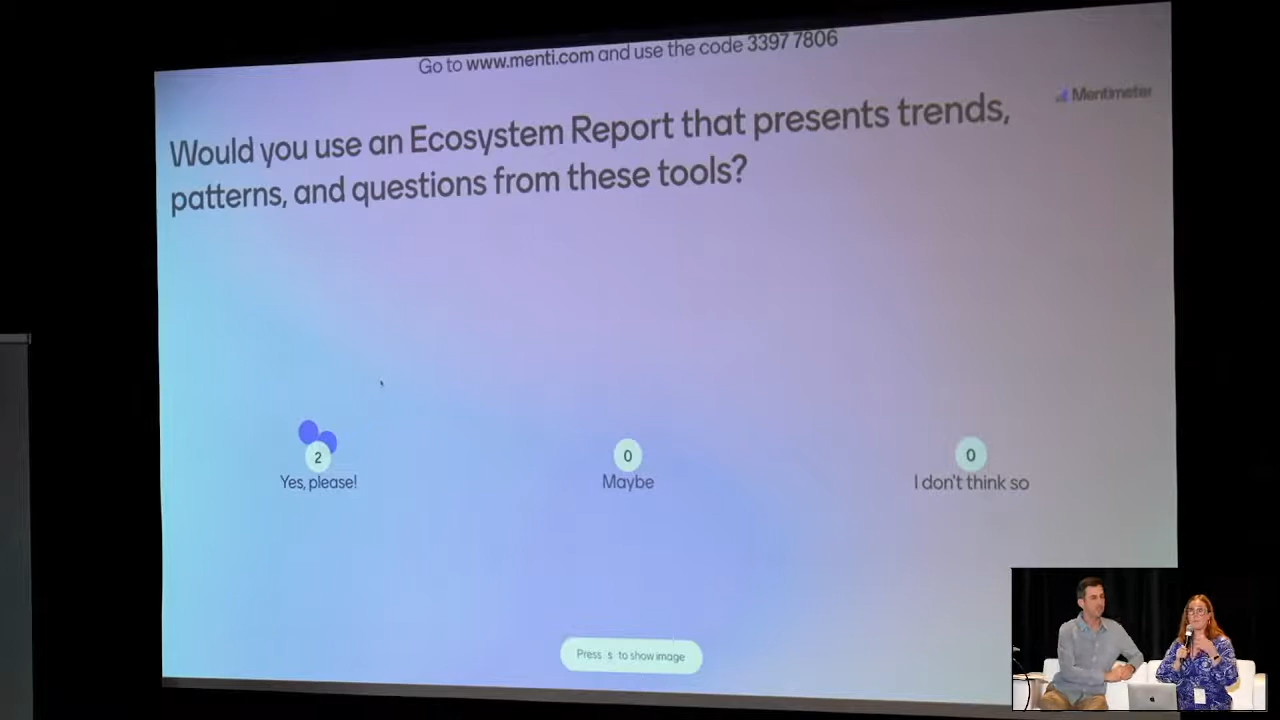 Go to www.menti.com and use the code 3397 7806
Mentimeter
Would you use an Ecosystem Report that presents trends,
patterns, and questions from these tools?
2
Yes, please!
0
Maybe
0
I don't think so
Press s to show image